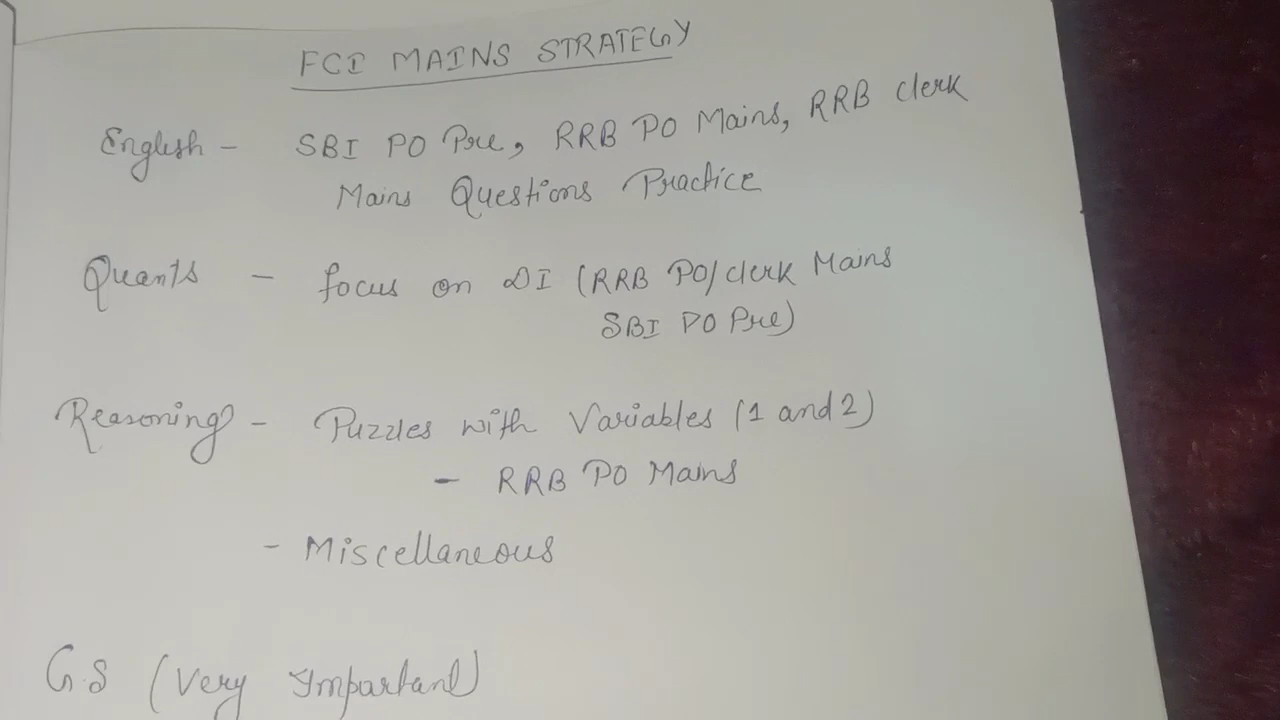 FCI MAINS STRATEGY
English - SBI PO Pre, RRB PO Mains, RRB clerk
Mains Questions Practice
Quants - focus on DI (RRB PO/clerk Mains
SBI PO Pre)
Reasoning - Puzzles with Variables (1 and 2)
- RRB PO Mains
- Miscellaneous
G.S (Very Important)